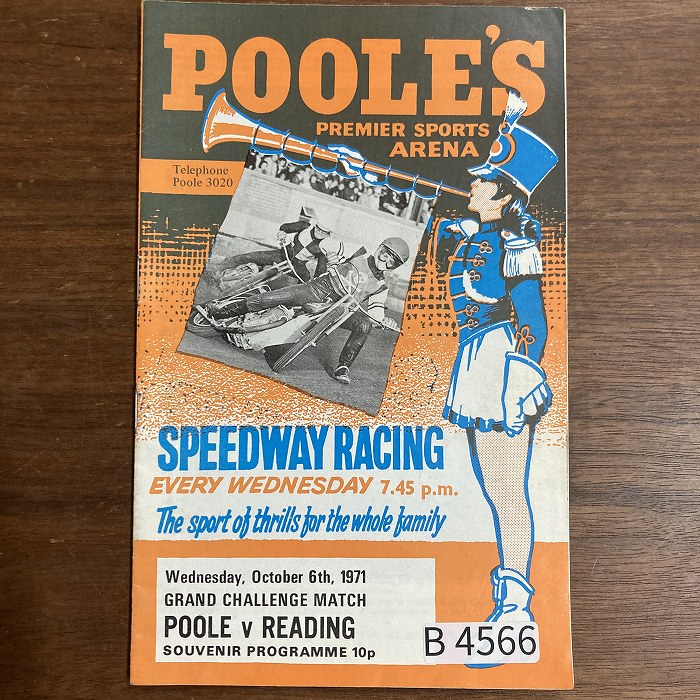 POOLE'S
PREMIER SPORTS
ARENA
Telephone
Poole 3020
SPEEDWAY RACING
EVERY WEDNESDAY 7.45 p.m.
The sport of thrills for the whole family
Wednesday, October 6th, 1971
GRAND CHALLENGE MATCH
POOLE v READING
SOUVENIR PROGRAMME 10p
B 4566